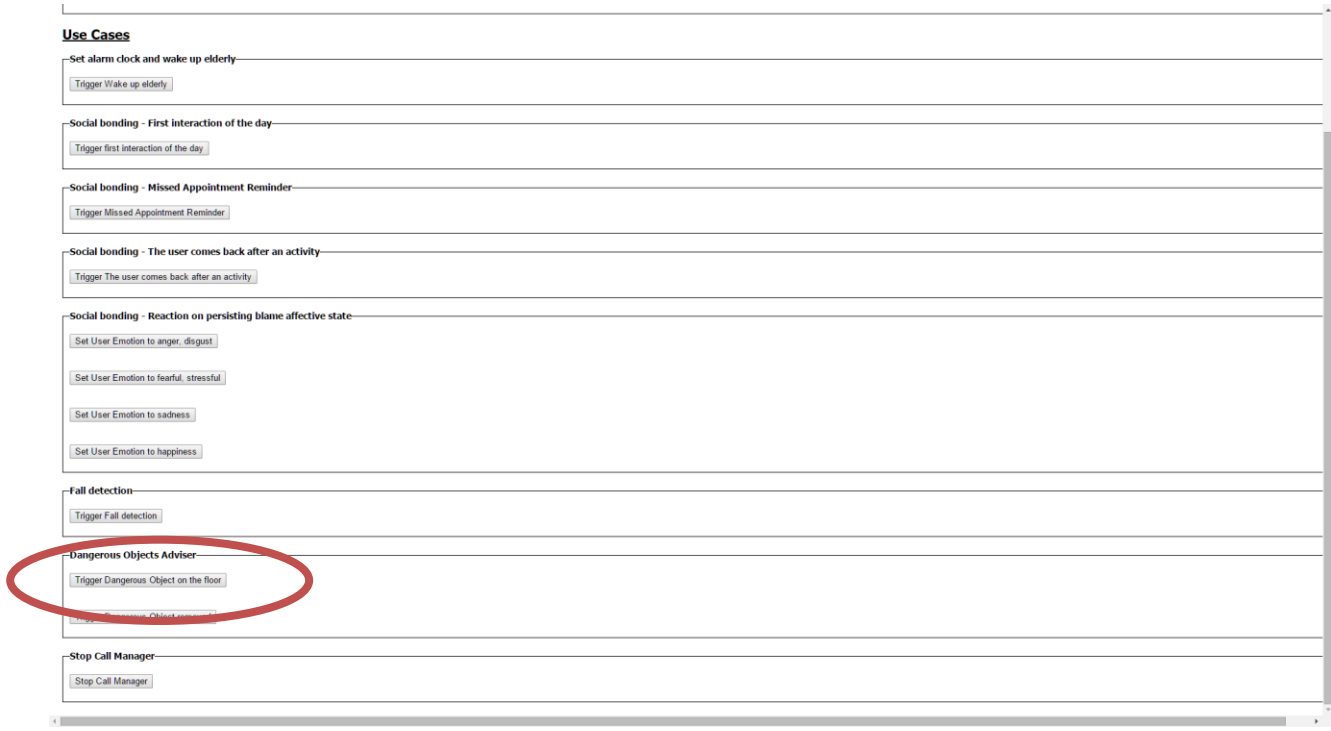 Use Cases
Set alarm clock and wake up elderly
Trigger Wake up elderly
Social bonding - First interaction of the day
Trigger first interaction of the day
Social bonding - Missed Appointment Reminder
Trigger Missed Appointment Reminder
Social bonding - The user comes back after an activity
Trigger The user comes back after an activity
Social bonding - Reaction on persisting blame affective state
Set User Emotion to anger, disgust
Set User Emotion to fearful, stressful
Set User Emotion to sadness
Set User Emotion to happiness
Fall detection
Trigger Fall detection
Dangerous Objects Adviser
Trigger Dangerous Object on the floor
Trigger Dangerous Object removed
Stop Call Manager
Stop Call Manager